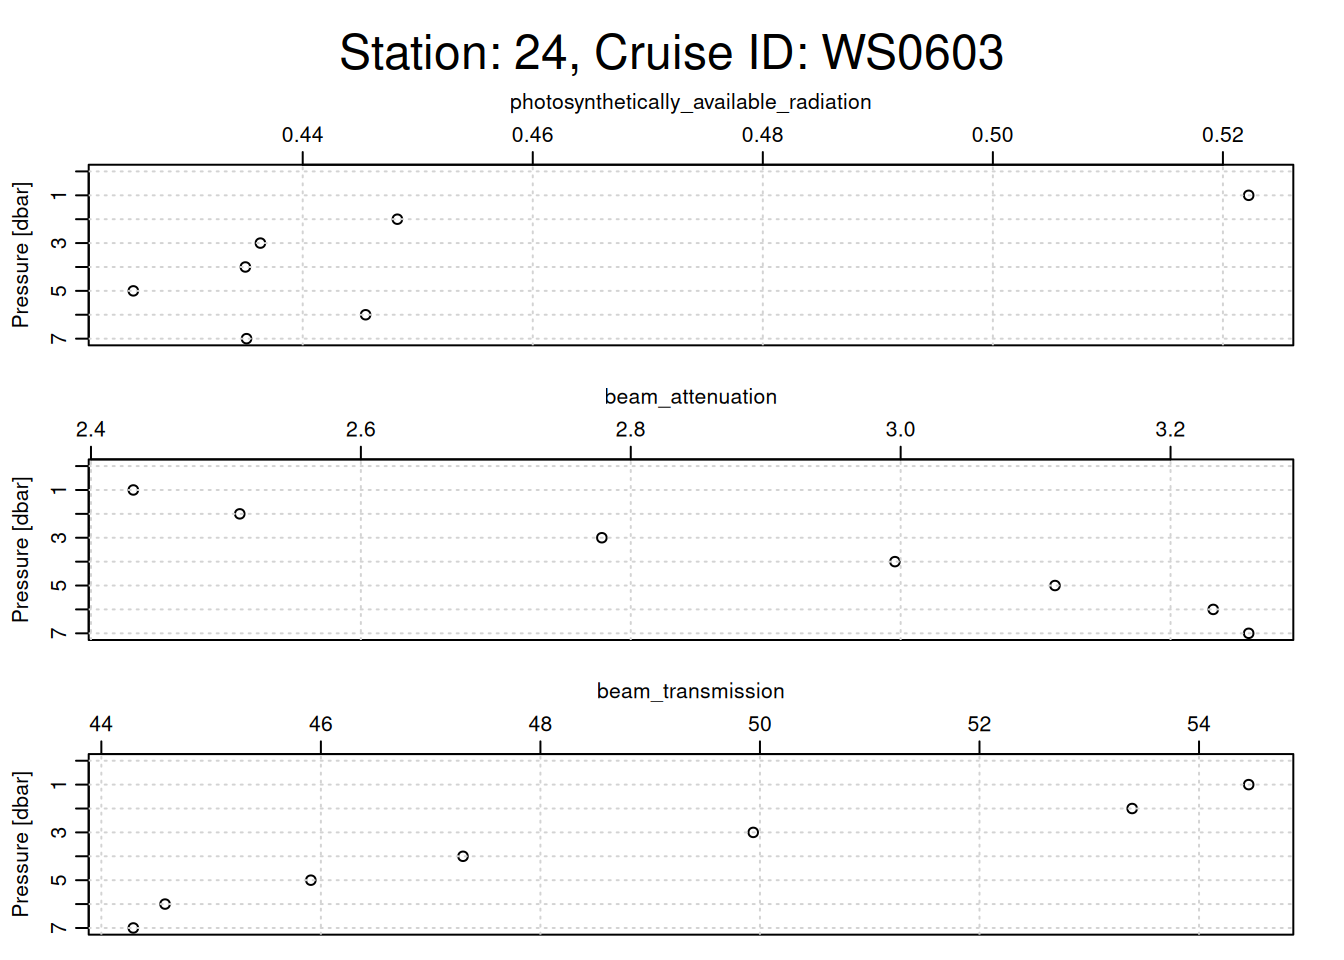 Station: 24, Cruise ID: WS0603
photosynthetically_available_radiation
0.44 0.46 0.48 0.50 0.52
Pressure [dbar]
1
3
5
7
beam_attenuation
2.4 2.6 2.8 3.0 3.2
Pressure [dbar]
1
3
5
7
beam_transmission
44 46 48 50 52 54
Pressure [dbar]
1
3
5
7